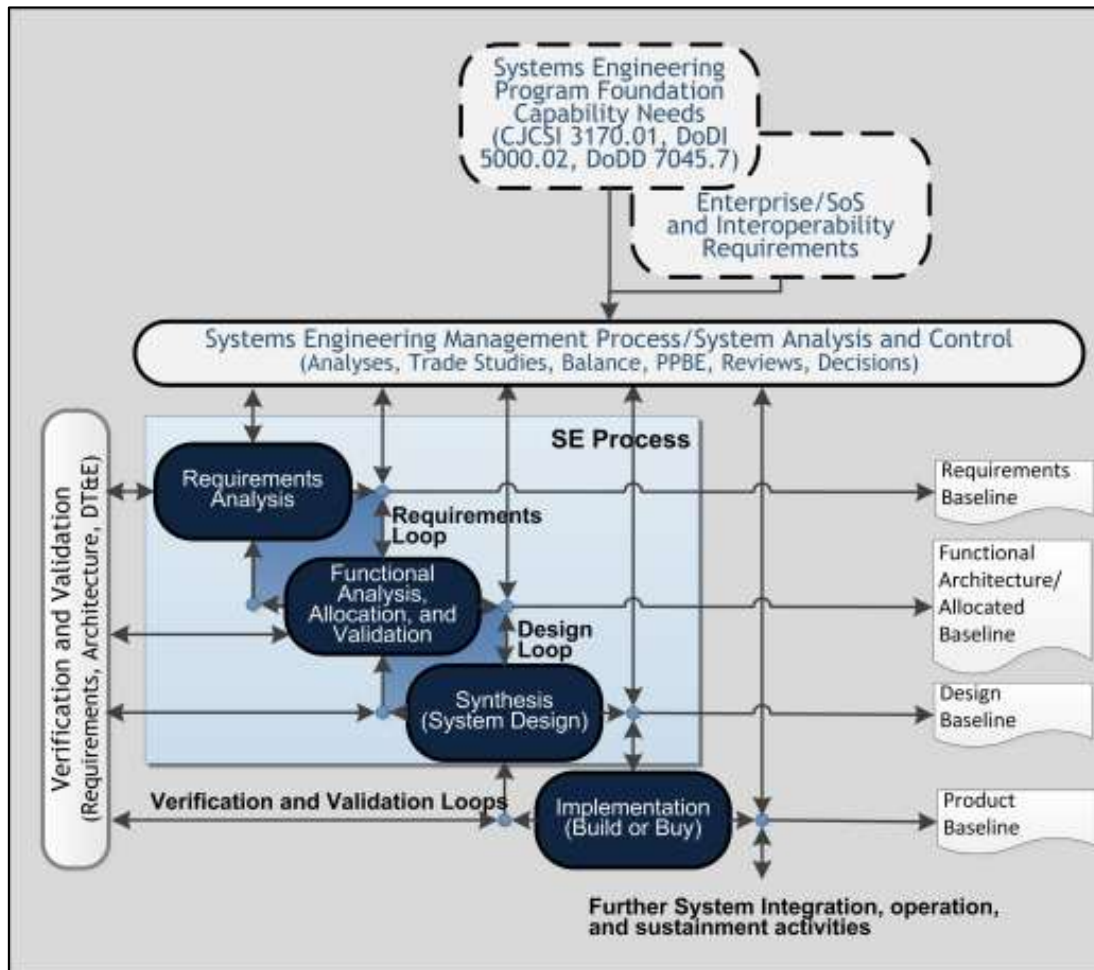 Systems Engineering
Program Foundation
Capability Needs
(CJCSI 3170.01, DoDI
5000.02, DoDD 7045.7)
Enterprise/SoS
and Interoperability
Requirements
Systems Engineering Management Process/System Analysis and Control
(Analyses, Trade Studies, Balance, PPBE, Reviews, Decisions)
Verification and Validation
(Requirements, Architecture, DT&E)
SE Process
Requirements
Analysis
Requirements
Loop
Functional
Analysis,
Allocation, and
Validation
Design
Loop
Synthesis
(System Design)
Verification and Validation Loops
Implementation
(Build or Buy)
Requirements
Baseline
Functional
Architecture/
Allocated
Baseline
Design
Baseline
Product
Baseline
Further System Integration, operation,
and sustainment activities